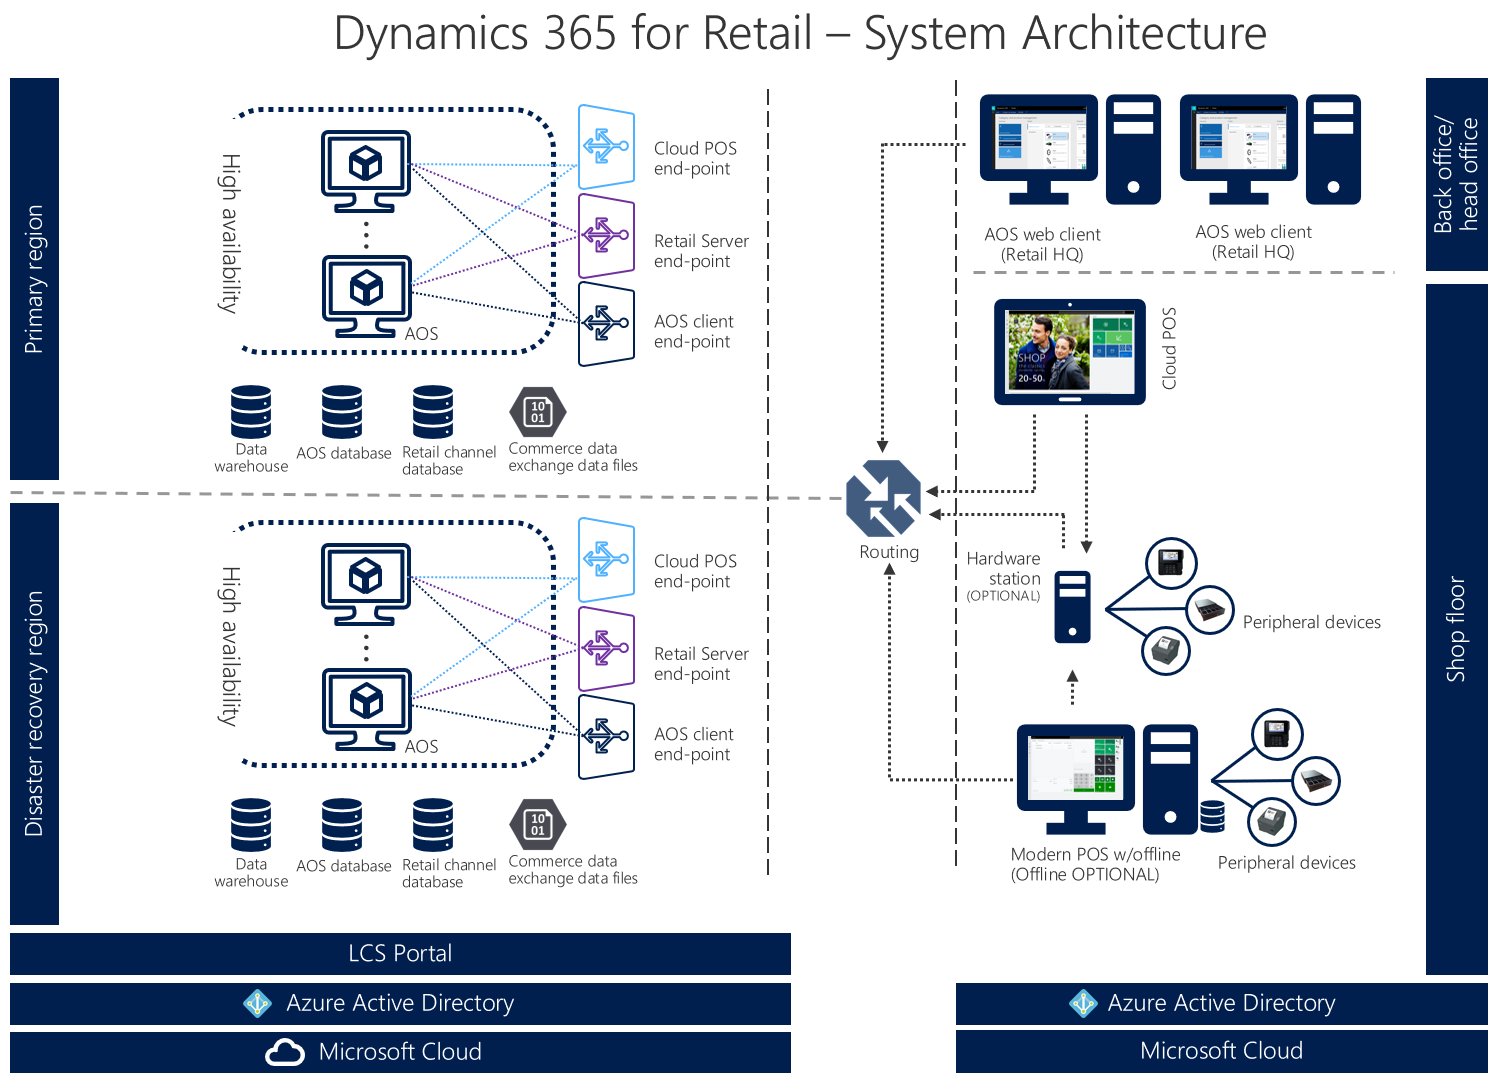 Dynamics 365 for Retail – System Architecture
Primary region
High availability
AOS
Cloud POS
end-point
Retail Server
end-point
AOS client
end-point
Data
warehouse
AOS database
Retail channel
database
10
01
Commerce data
exchange data files
Disaster recovery region
High availability
AOS
Cloud POS
end-point
Retail Server
end-point
AOS client
end-point
Data
warehouse
AOS database
Retail channel
database
10
01
Commerce data
exchange data files
Routing
AOS web client
(Retail HQ)
AOS web client
(Retail HQ)
Back office/
head office
SHOP
20-50
Cloud POS
Hardware
station
(OPTIONAL)
Peripheral devices
Modern POS w/offline
(Offline OPTIONAL)
Peripheral devices
Shop floor
LCS Portal
Azure Active Directory
Microsoft Cloud
Azure Active Directory
Microsoft Cloud